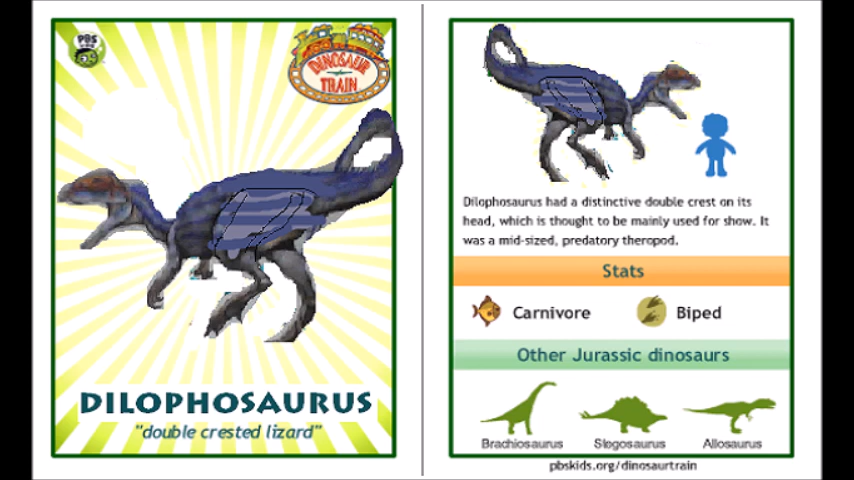 PBS
KIDS
DINOSAUR
TRAIN
DILOPHOSAURUS
"double crested lizard"
Dilophosaurus had a distinctive double crest on its
head, which is thought to be mainly used for show. It
was a mid-sized, predatory theropod.
Stats
Carnivore
Biped
Other Jurassic dinosaurs
Brachiosaurus
Stegosaurus
Allosaurus
pbskids.org/dinosaurtrain